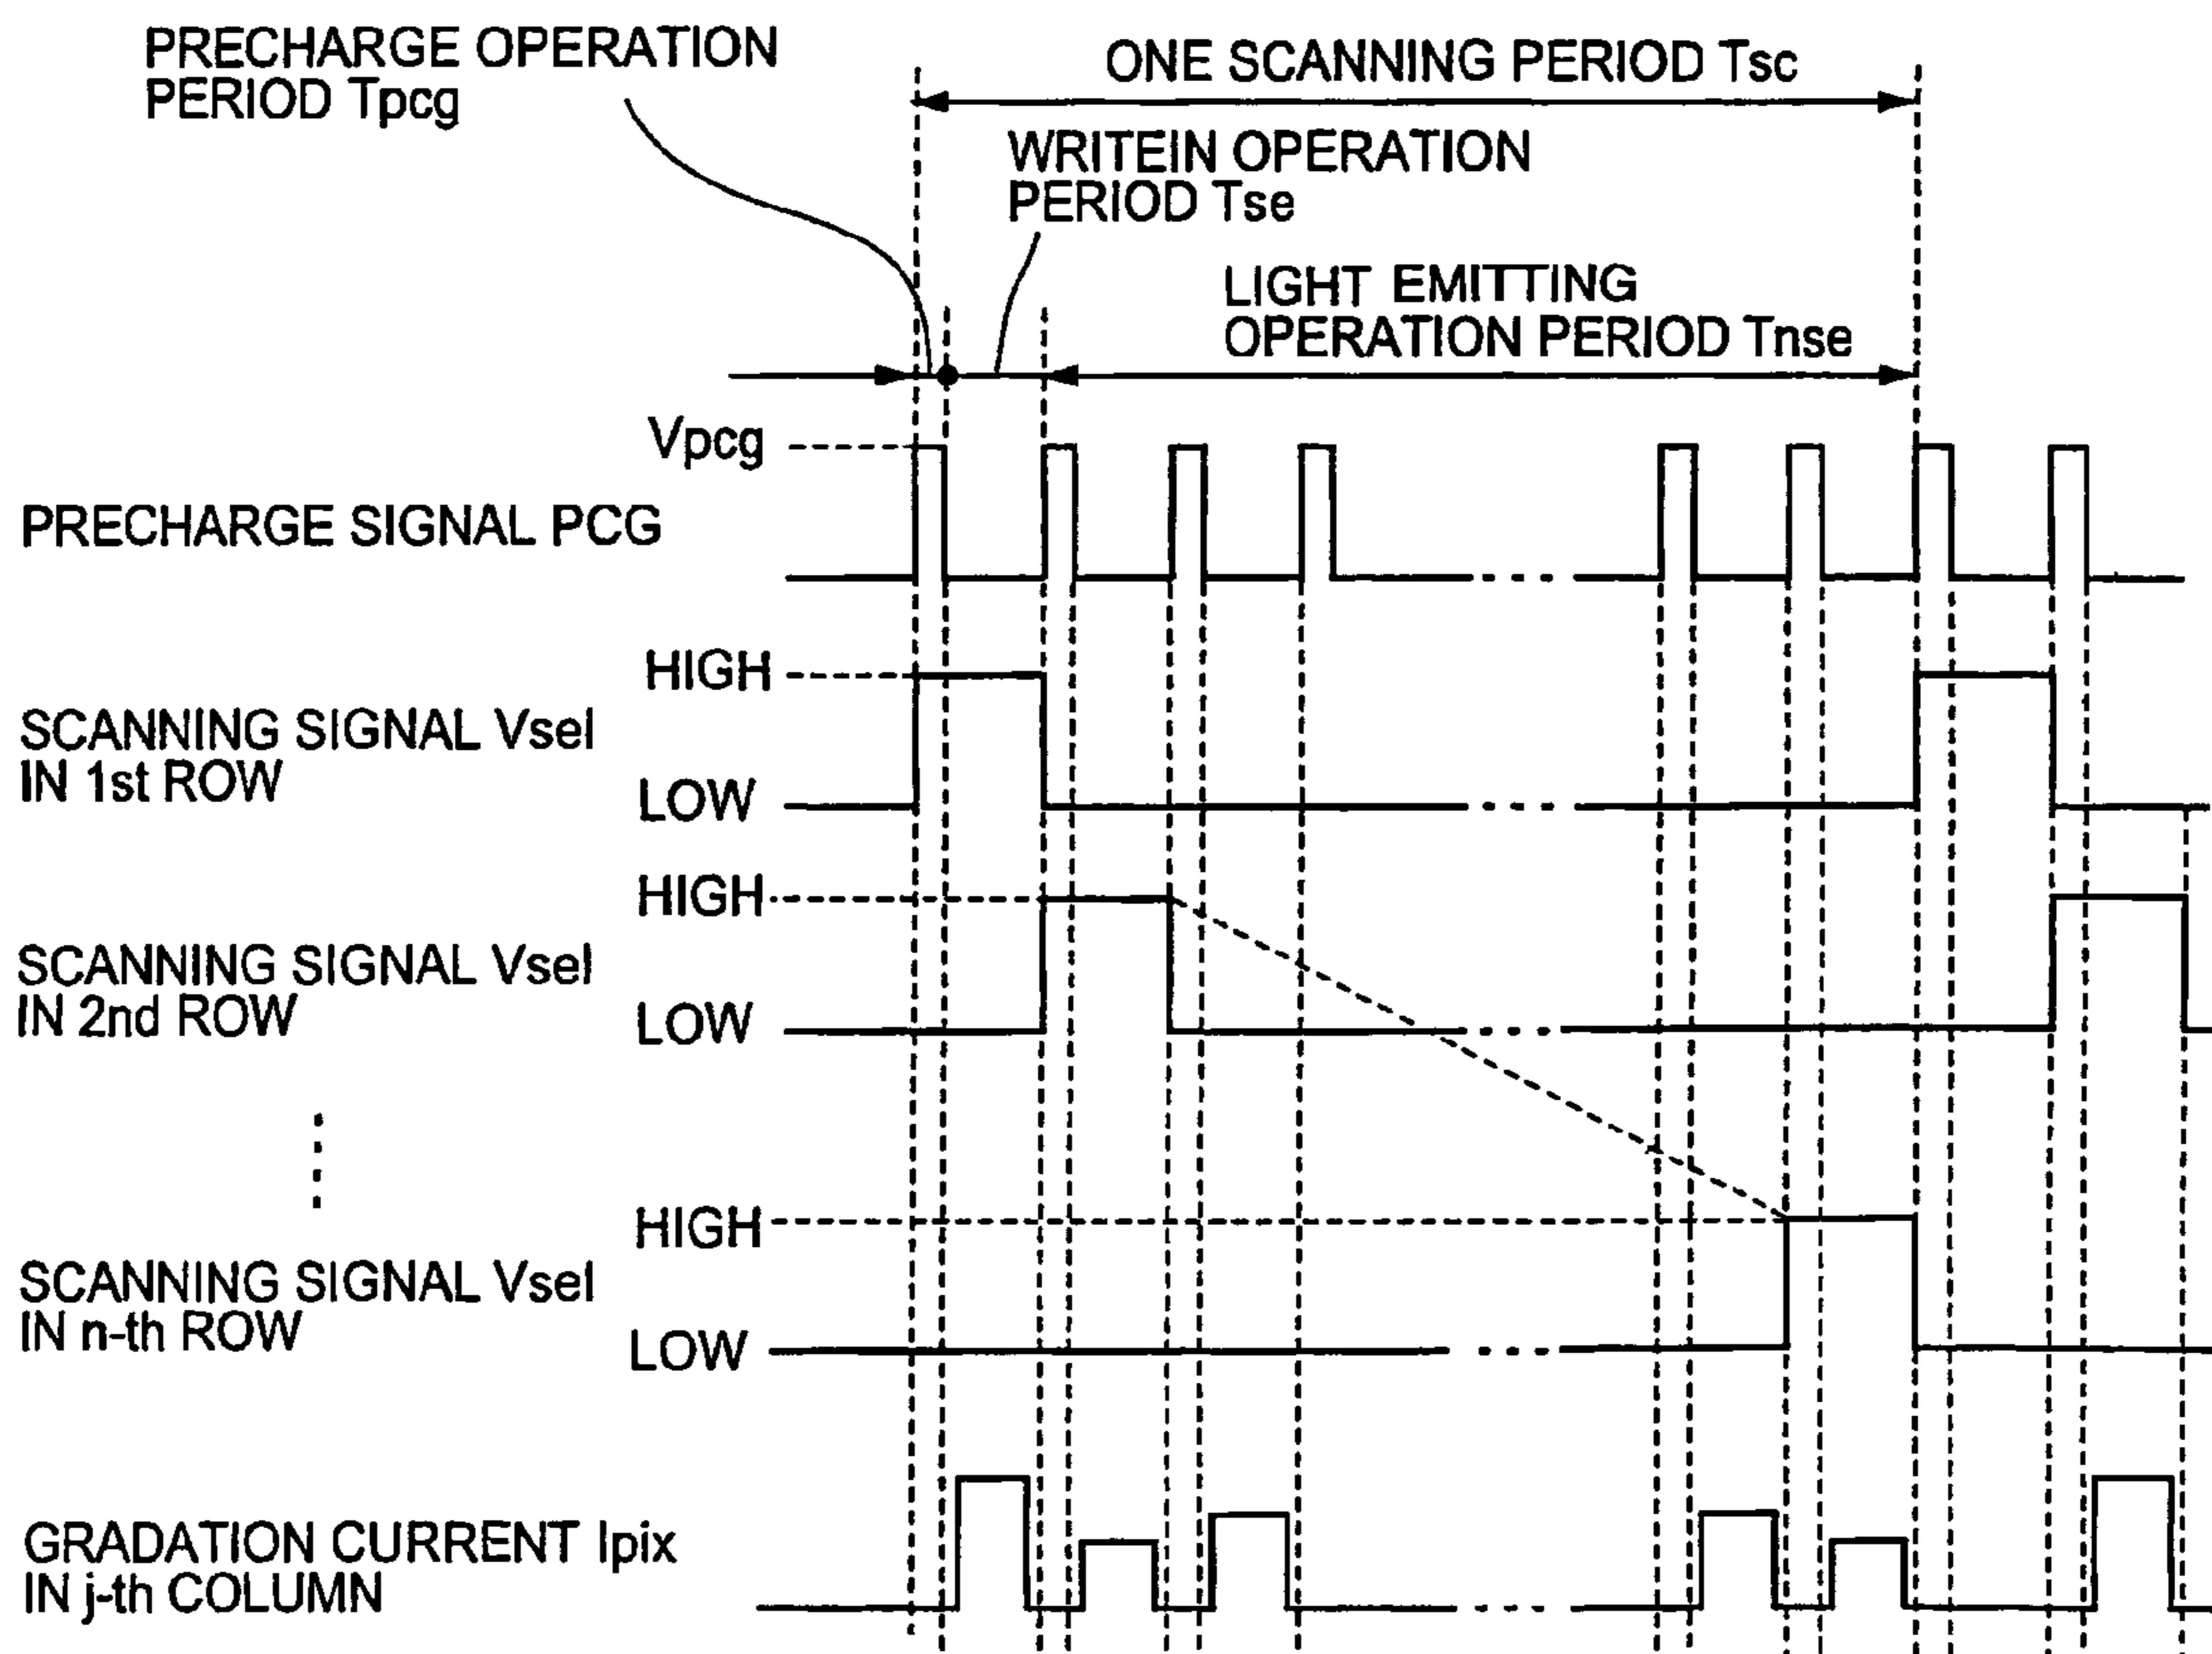 PRECHARGE OPERATION
PERIOD Tpcg
ONE SCANNING PERIOD Tsc
WRITEIN OPERATION
PERIOD Tse
LIGHT EMITTING
OPERATION PERIOD Tnse
Vpcg
PRECHARGE SIGNAL PCG
HIGH
SCANNING SIGNAL Vsel
IN 1st ROW
LOW
HIGH
SCANNING SIGNAL Vsel
IN 2nd ROW
LOW
HIGH
SCANNING SIGNAL Vsel
IN n-th ROW
LOW
GRADATION CURRENT Ipix
IN j-th COLUMN